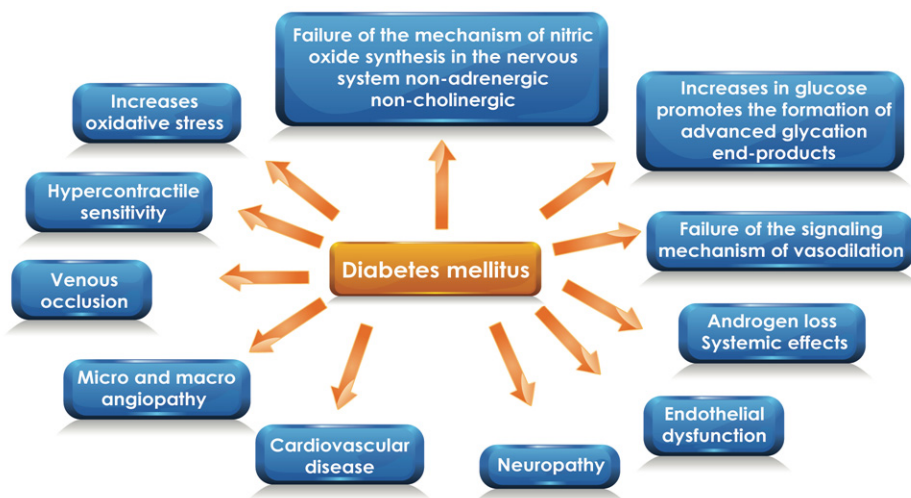 Failure of the mechanism of nitric
oxide synthesis in the nervous
system non-adrenergic
non-cholinergic
Increases
oxidative stress
Increases in glucose
promotes the formation of
advanced glycation
end-products
Hypercontractile
sensitivity
Failure of the signaling
mechanism of vasodilation
Diabetes mellitus
Venous
occlusion
Androgen loss
Systemic effects
Micro and macro
angiopathy
Endothelial
dysfunction
Cardiovascular
disease
Neuropathy